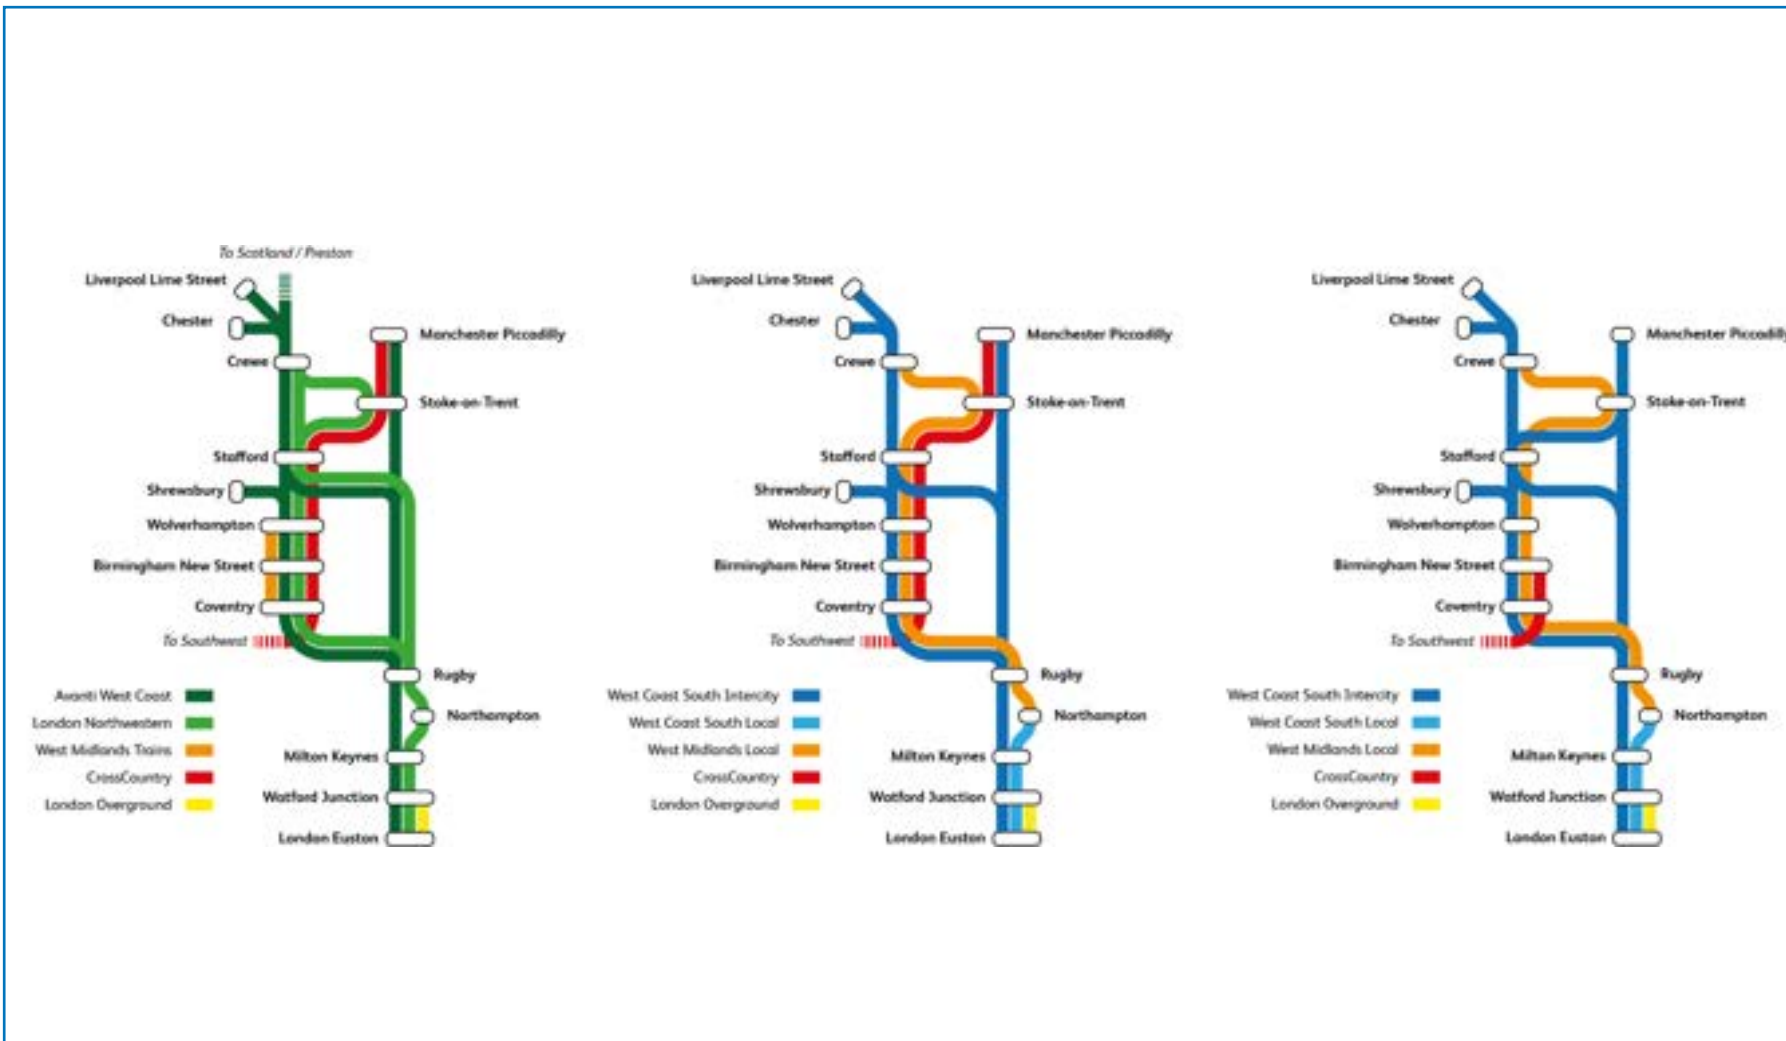 To Scotland / Preston
Liverpool Lime Street
Chester
Manchester Piccadilly
Crewe
Stoke-on-Trent
Stafford
Shrewsbury
Wolverhampton
Birmingham New Street
Coventry
To Southwest
Rugby
Avanti West Coast
London Northwestern
Northampton
West Midlands Trains
Milton Keynes
CrossCountry
Watford Junction
London Overground
London Euston
Liverpool Lime Street
Chester
Manchester Piccadilly
Crewe
Stoke-on-Trent
Stafford
Shrewsbury
Wolverhampton
Birmingham New Street
Coventry
To Southwest
Rugby
West Coast South Intercity
West Coast South Local
Northampton
West Midlands Local
Milton Keynes
CrossCountry
Watford Junction
London Overground
London Euston
Liverpool Lime Street
Chester
Manchester Piccadilly
Crewe
Stoke-on-Trent
Stafford
Shrewsbury
Wolverhampton
Birmingham New Street
Coventry
To Southwest
Rugby
West Coast South Intercity
West Coast South Local
Northampton
West Midlands Local
Milton Keynes
CrossCountry
Watford Junction
London Overground
London Euston